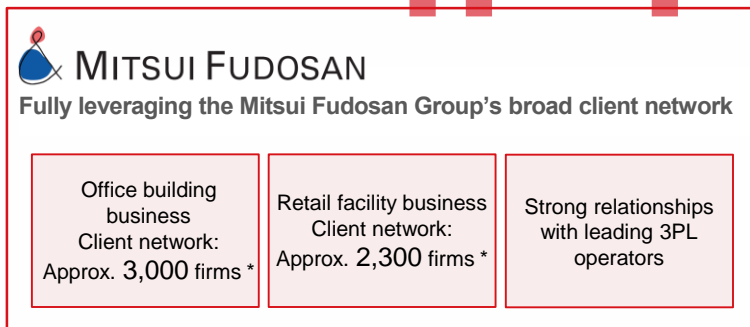 MITSUI FUDOSAN
Fully leveraging the Mitsui Fudosan Group's broad client network
Office building
business
Client network:
Approx. 3,000 firms *
Retail facility business
Client network:
Approx. 2,300 firms *
Strong relationships
with leading 3PL
operators